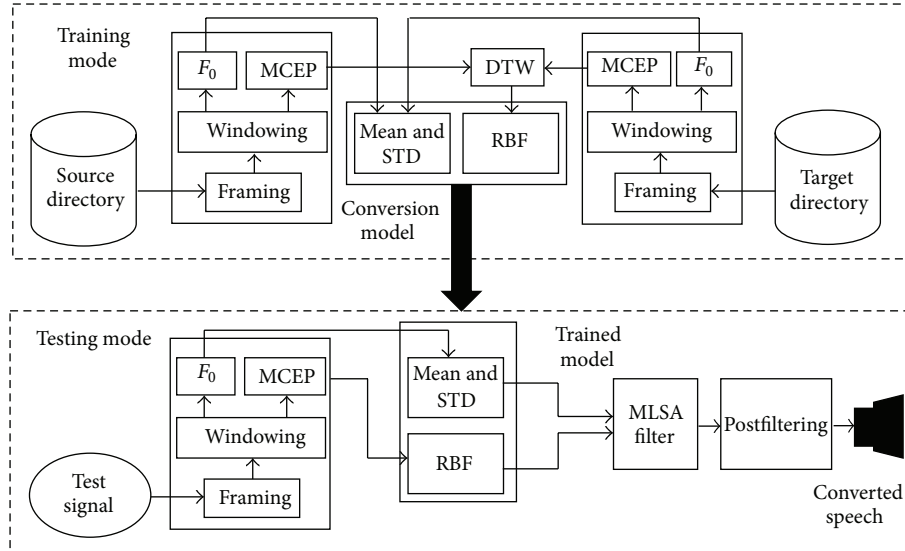 Training
mode
F0
MCEP
DTW
MCEP
F0
Windowing
Mean and
STD
RBF
Windowing
Source
directory
Framing
Framing
Target
directory
Conversion
model
Testing mode
Trained
model
F0
MCEP
Mean and
STD
MLSA
filter
Postfiltering
Windowing
RBF
Test
signal
Framing
Converted
speech